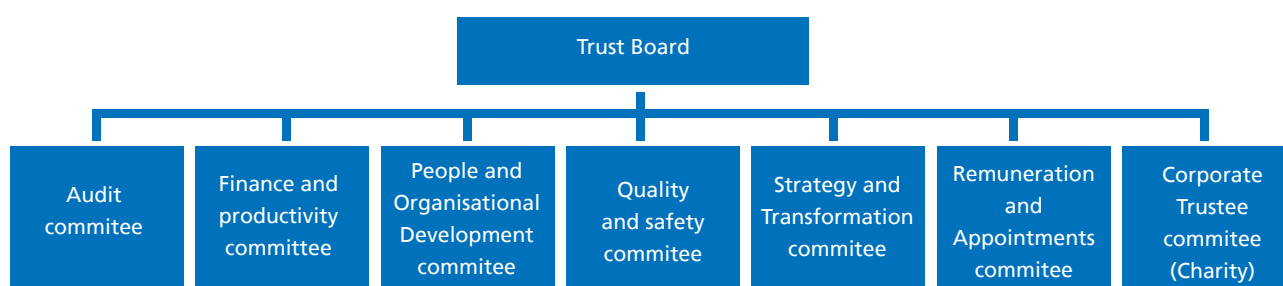 Trust Board
Audit
commitee
Finance and
productivity
committee
People and
Organisational
Development
commitee
Quality
and safety
commitee
Strategy and
Transformation
commitee
Remuneration
and
Appointments
commitee
Corporate
Trustee
commitee
(Charity)